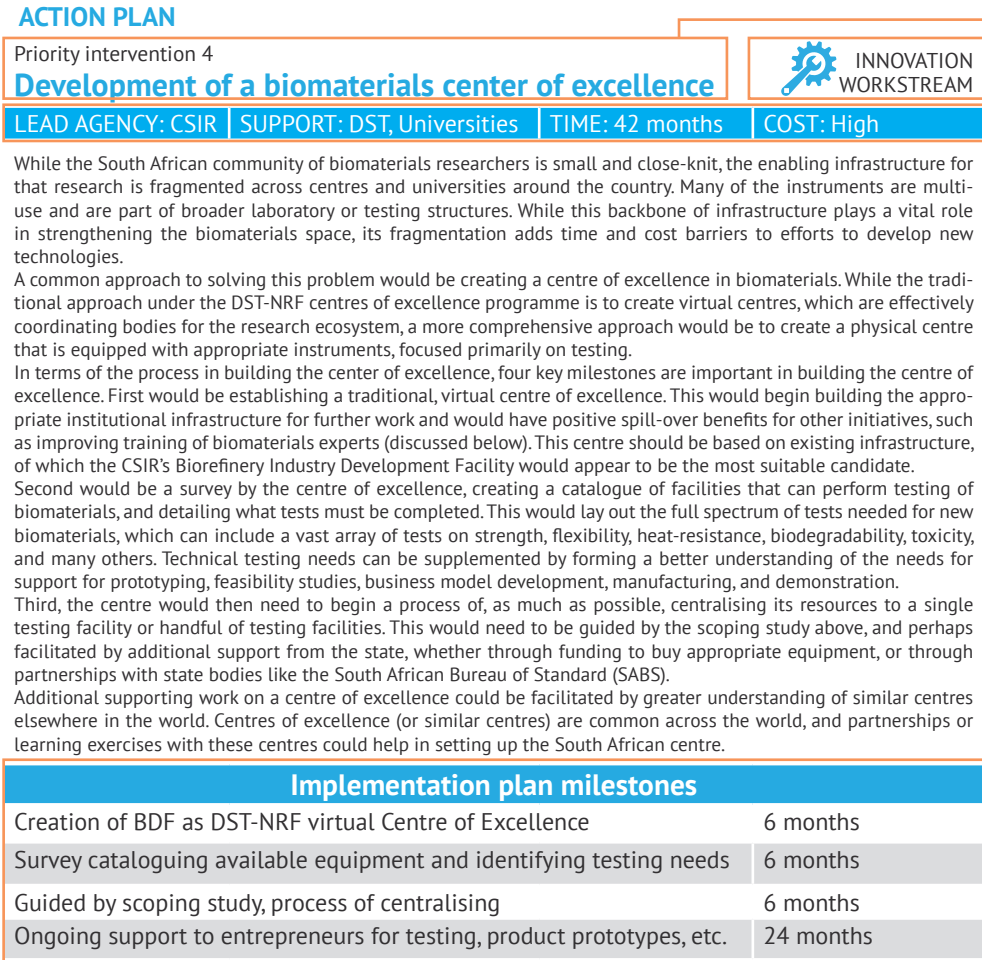 ACTION PLAN
Priority intervention 4
Development of a biomaterials center of excellence
INNOVATION
WORKSTREAM
LEAD AGENCY: CSIR
SUPPORT: DST, Universities
TIME: 42 months
COST: High
While the South African community of biomaterials researchers is small and close-knit, the enabling infrastructure for
that research is fragmented across centres and universities around the country. Many of the instruments are multi-
use and are part of broader laboratory or testing structures. While this backbone of infrastructure plays a vital role
in strengthening the biomaterials space, its fragmentation adds time and cost barriers to efforts to develop new
technologies.
A common approach to solving this problem would be creating a centre of excellence in biomaterials. While the tradi-
tional approach under the DST-NRF centres of excellence programme is to create virtual centres, which are effectively
coordinating bodies for the research ecosystem, a more comprehensive approach would be to create a physical centre
that is equipped with appropriate instruments, focused primarily on testing.
In terms of the process in building the center of excellence, four key milestones are important in building the centre of
excellence. First would be establishing a traditional, virtual centre of excellence. This would begin building the appro-
priate institutional infrastructure for further work and would have positive spill-over benefits for other initiatives, such
as improving training of biomaterials experts (discussed below). This centre should be based on existing infrastructure,
of which the CSIR's Biorefinery Industry Development Facility would appear to be the most suitable candidate.
Second would be a survey by the centre of excellence, creating a catalogue of facilities that can perform testing of
biomaterials, and detailing what tests must be completed. This would lay out the full spectrum of tests needed for new
biomaterials, which can include a vast array of tests on strength, flexibility, heat-resistance, biodegradability, toxicity,
and many others. Technical testing needs can be supplemented by forming a better understanding of the needs for
support for prototyping, feasibility studies, business model development, manufacturing, and demonstration.
Third, the centre would then need to begin a process of, as much as possible, centralising its resources to a single
testing facility or handful of testing facilities. This would need to be guided by the scoping study above, and perhaps
facilitated by additional support from the state, whether through funding to buy appropriate equipment, or through
partnerships with state bodies like the South African Bureau of Standard (SABS).
Additional supporting work on a centre of excellence could be facilitated by greater understanding of similar centres
elsewhere in the world. Centres of excellence (or similar centres) are common across the world, and partnerships or
learning exercises with these centres could help in setting up the South African centre.
Implementation plan milestones
Creation of BDF as DST-NRF virtual Centre of Excellence 6 months
Survey cataloguing available equipment and identifying testing needs 6 months
Guided by scoping study, process of centralising 6 months
Ongoing support to entrepreneurs for testing, product prototypes, etc. 24 months